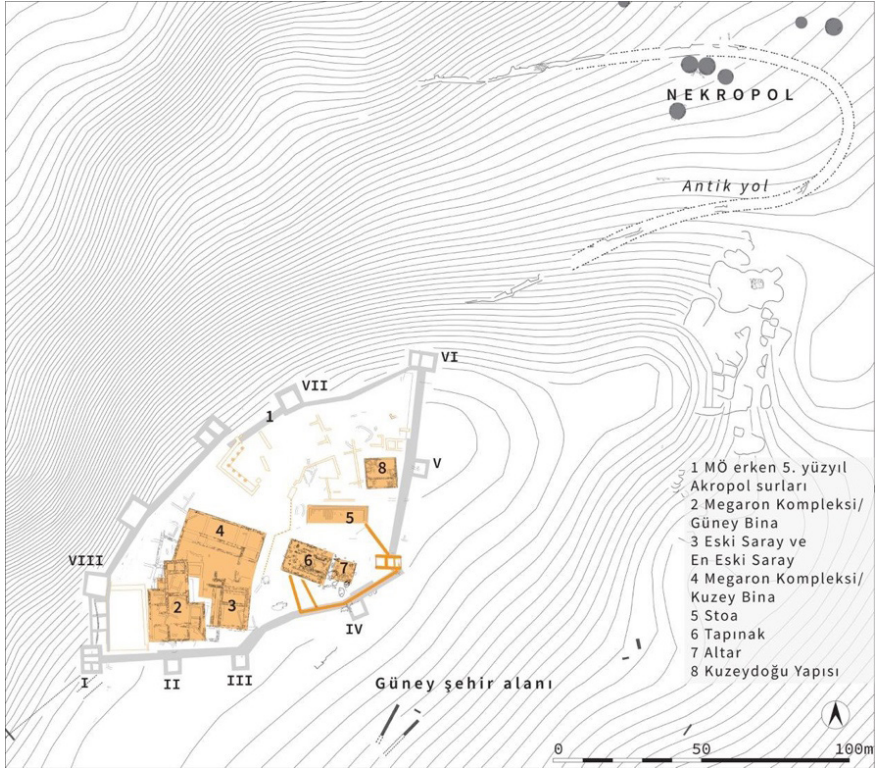 NEKROPOL
Antik yol
VI
VII
1
V
8
5
4
6
7
VIII
2
3
IV
I
II
III
Güney şehir alanı
1 MÖ erken 5. yüzyıl
Akropol surları
2 Megaron Kompleksi/
Güney Bina
3 Eski Saray ve
En Eski Saray
4 Megaron Kompleksi/
Kuzey Bina
5 Stoa
6 Tapınak
7 Altar
8 Kuzeydoğu Yapısı
0 50 100m